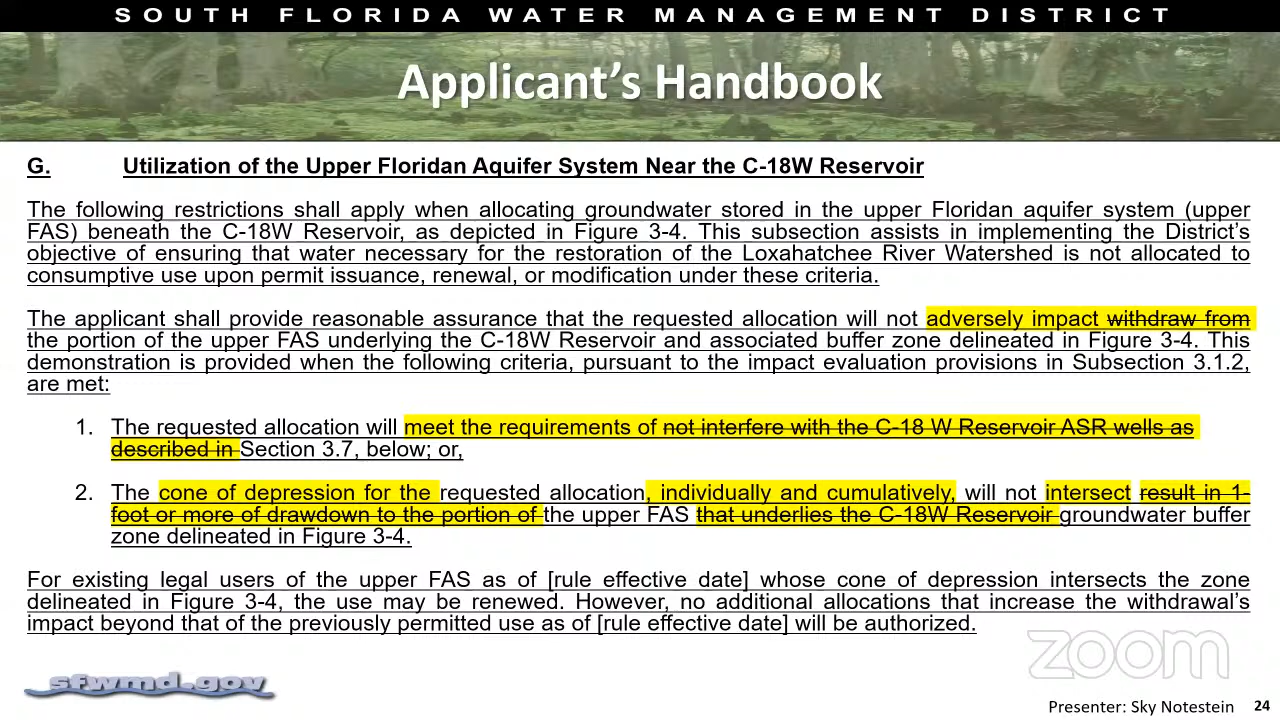 SOUTH FLORIDA WATER MANAGEMENT DISTRICT
Applicant's Handbook
G. Utilization of the Upper Floridan Aquifer System Near the C-18W Reservoir
The following restrictions shall apply when allocating groundwater stored in the upper Floridan aquifer system (upper
FAS) beneath the C-18W Reservoir, as depicted in Figure 3-4. This subsection assists in implementing the District's
objective of ensuring that water necessary for the restoration of the Loxahatchee River Watershed is not allocated to
consumptive use upon permit issuance, renewal, or modification under these criteria.
The applicant shall provide reasonable assurance that the requested allocation will not adversely impact withdraw from
the portion of the upper FAS underlying the C-18W Reservoir and associated buffer zone delineated in Figure 3-4. This
demonstration is provided when the following criteria, pursuant to the impact evaluation provisions in Subsection 3.1.2,
are met:
1. The requested allocation will meet the requirements of not interfere with the C-18 W Reservoir ASR wells as
described in Section 3.7, below; or,
2. The cone of depression for the requested allocation, individually and cumulatively, will not intersect result in 1-
foot or more of drawdown to the portion of the upper FAS that underlies the C-18W Reservoir groundwater buffer
zone delineated in Figure 3-4.
For existing legal users of the upper FAS as of [rule effective date] whose cone of depression intersects the zone
delineated in Figure 3-4, the use may be renewed. However, no additional allocations that increase the withdrawal's
impact beyond that of the previously permitted use as of [rule effective date] will be authorized.
zoom
sfwmd.gov
Presenter: Sky Notestein 24